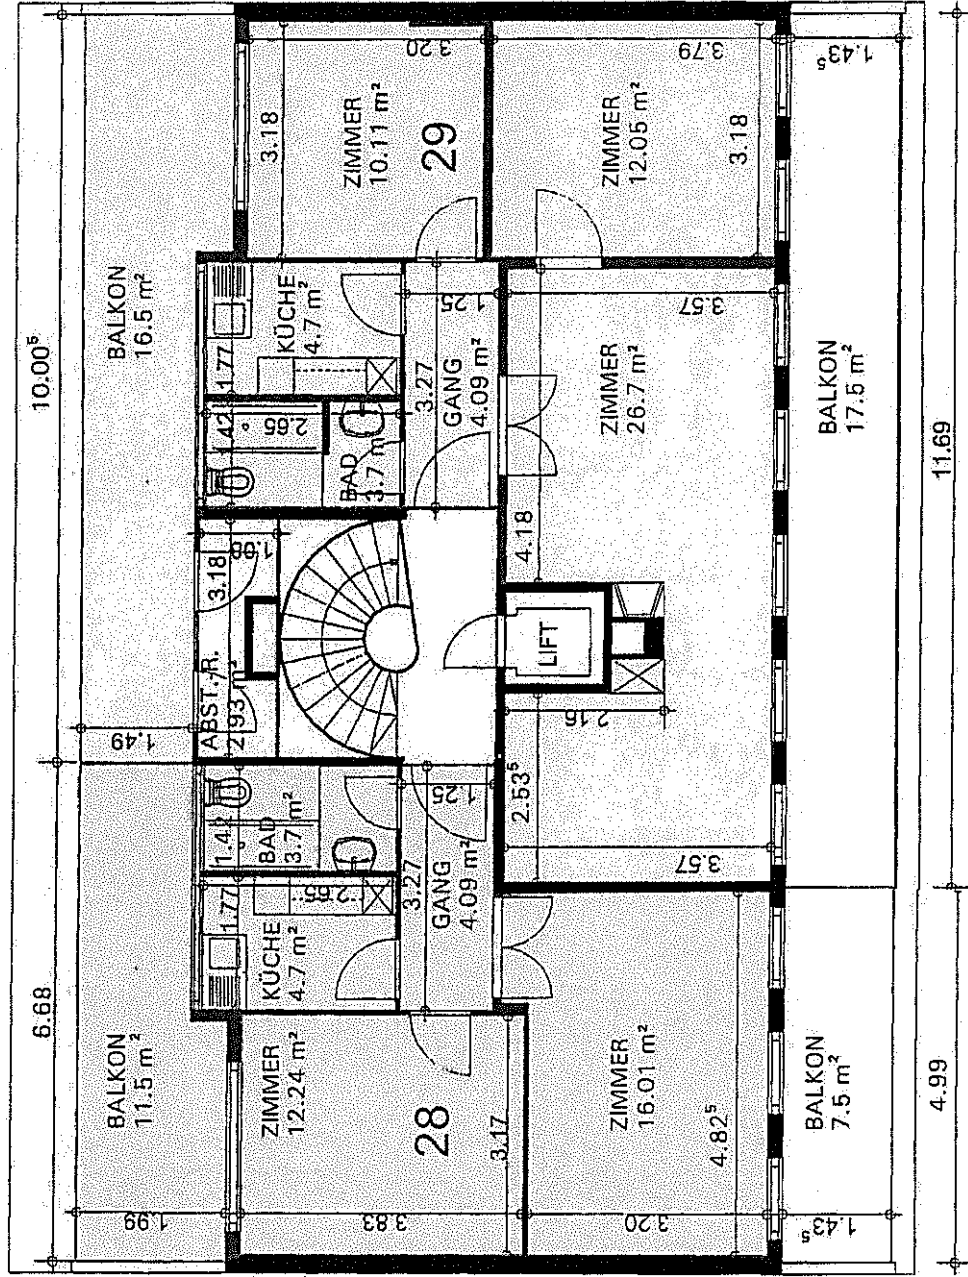 10.00⁵
6.68
BALKON
16.5 m²
BALKON
11.5 m²
1.49
1.99
3.20
3.18
ZIMMER
10.11 m²
29
3.79
ZIMMER
12.05 m²
3.18
1.43⁵
KÜCHE
4.7 m²
1.77
1.42
2.65
BAD
3.7 m²
1.25
3.27
GANG
4.09 m²
3.57
ZIMMER
26.7 m²
4.18
BALKON
17.5 m²
11.69
3.18
ABST.-R.
2.93 m²
LIFT
2.16
2.53⁵
3.57
1.42
BAD
3.7 m²
1.25
1.77
2.65
KÜCHE
4.7 m²
3.27
GANG
4.09 m²
ZIMMER
12.24 m²
28
3.17
3.83
ZIMMER
16.01 m²
4.82⁵
3.20
BALKON
7.5 m²
1.43⁵
4.99